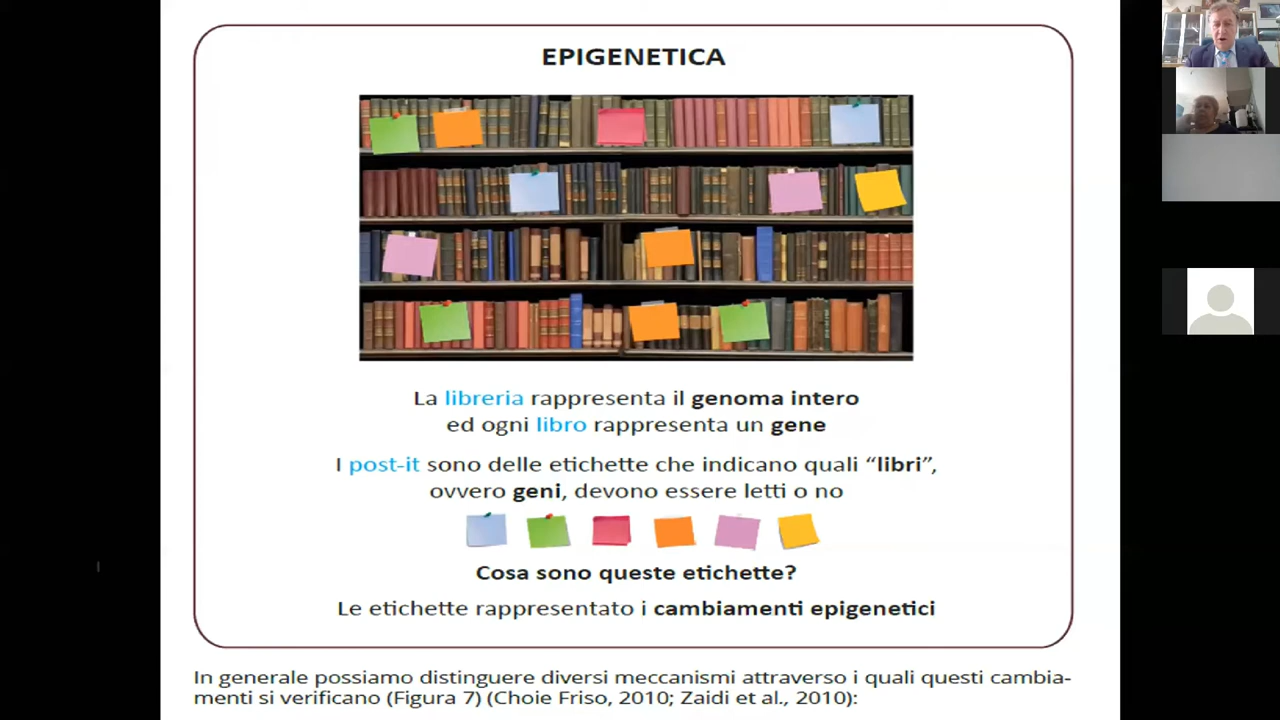 EPIGENETICA
La libreria rappresenta il genoma intero
ed ogni libro rappresenta un gene
I post-it sono delle etichette che indicano quali “libri”,
ovvero geni, devono essere letti o no
Cosa sono queste etichette?
Le etichette rappresentato i cambiamenti epigenetici
In generale possiamo distinguere diversi meccanismi attraverso i quali questi cambia-
menti si verificano (Figura 7) (Choie Friso, 2010; Zaidi et al., 2010):